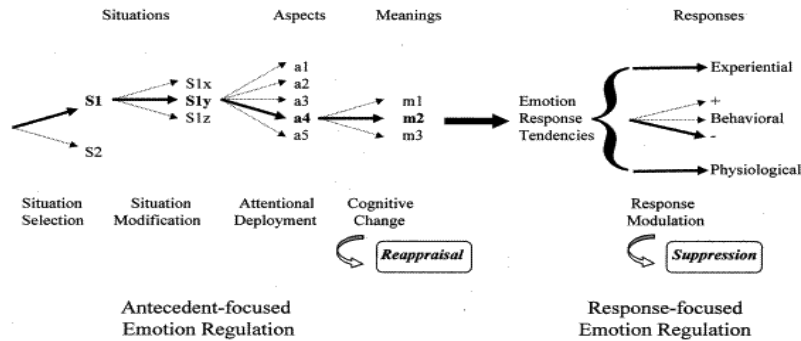 Situations Aspects Meanings Responses
a1
Experiential
S1x a2
S1 S1y a3 m1 Emotion +
S1z a4 m2 Response Behavioral
a5 m3 Tendencies -
S2
Physiological
Situation Situation Attentional Cognitive Response
Selection Modification Deployment Change Modulation
Reappraisal Suppression
Antecedent-focused Response-focused
Emotion Regulation Emotion Regulation